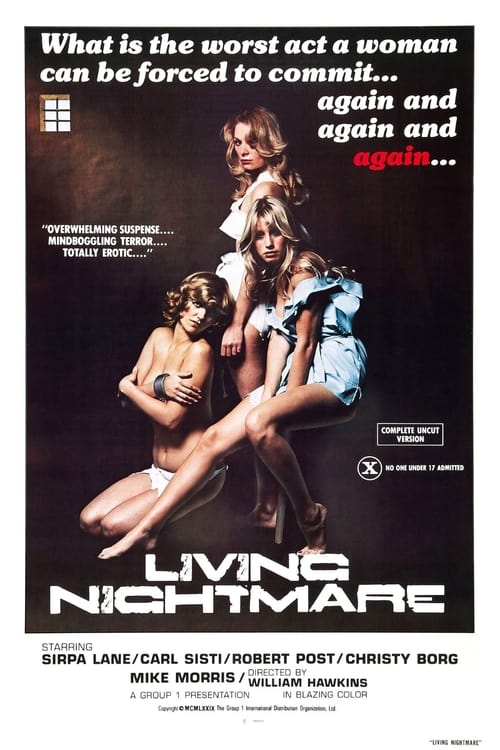 What is the worst act a woman
can be forced to commit...
again and
again and
again...
"OVERWHELMING SUSPENSE....
MINDBOGGLING TERROR...
TOTALLY EROTIC...."
COMPLETE UNCUT
VERSION
X NO ONE UNDER 17 ADMITTED
LIVING
NIGHTMARE
STARRING
SIRPA LANE/CARL SISTI/ROBERT POST/CHRISTY BORG
MIKE MORRIS/DIRECTED BY WILLIAM HAWKINS
A GROUP 1 PRESENTATION IN BLAZING COLOR
Copyright © MCMLXXIX The Group 1 International Distribution Organization, Ltd.
"LIVING NIGHTMARE"